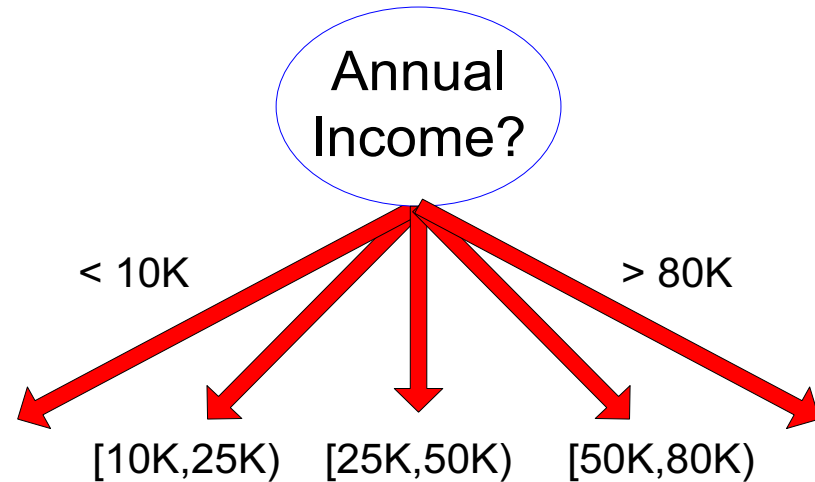 Annual
Income?
< 10K
> 80K
[10K,25K)
[25K,50K)
[50K,80K)